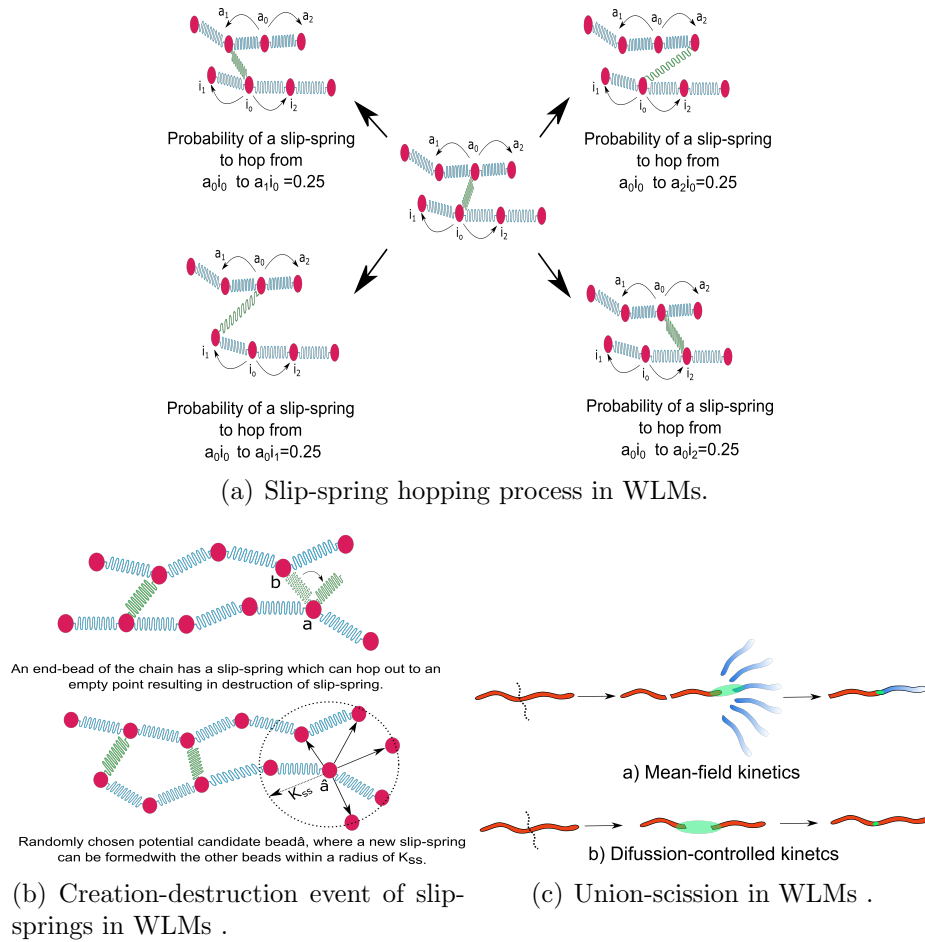 a₁ a₀ a₂
i₁ i₀ i₂
Probability of a slip-spring
to hop from
a₀i₀ to a₁i₀ =0.25
a₁ a₀ a₂
i₁ i₀ i₂
Probability of a slip-spring
to hop from
a₀i₀ to a₂i₀=0.25
a₁ a₀ a₂
i₁ i₀ i₂
a₁ a₀ a₂
i₁ i₀ i₂
Probability of a slip-spring
to hop from
a₀i₀ to a₀i₁=0.25
a₁ a₀ a₂
i₁ i₀ i₂
Probability of a slip-spring
to hop from
a₀i₀ to a₀i₂=0.25
(a) Slip-spring hopping process in WLMs.
b
a
An end-bead of the chain has a slip-spring which can hop out to an
empty point resulting in destruction of slip-spring.
K_ss
â
Randomly chosen potential candidate beadâ, where a new slip-spring
can be formedwith the other beads within a radius of K_ss.
(b) Creation-destruction event of slip-
springs in WLMs .
a) Mean-field kinetics
b) Difussion-controlled kinetcs
(c) Union-scission in WLMs .